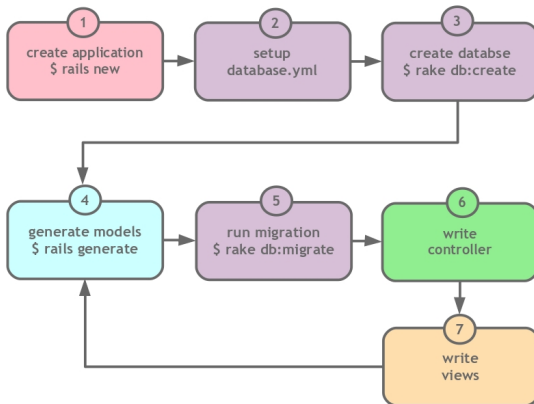 1
create application
$ rails new
2
setup
database.yml
3
create databse
$ rake db:create
4
generate models
$ rails generate
5
run migration
$ rake db:migrate
6
write
controller
7
write
views